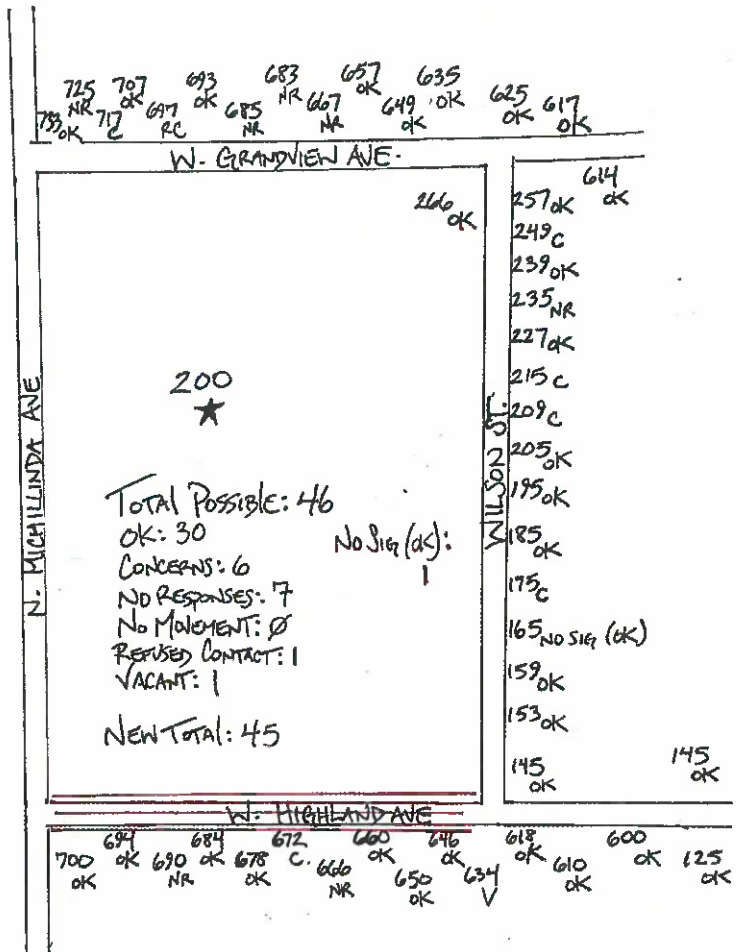 725 NR
707 OK
693 OK
683 NR
657 OK
635 OK
733 OK
717 C
697 RC
685 NR
667 NR
649 OK
625 OK
617 OK
W. GRANDVIEW AVE.
266 OK
614 OK
257 OK
249 C
239 OK
235 NR
227 OK
215 C
209 C
205 OK
195 OK
185 OK
175 C
165 NO SIG (OK)
159 OK
153 OK
145 OK
145 OK
WILSON ST.
N. MICHILLINDA AVE
200
TOTAL POSSIBLE: 46
OK: 30
CONCERNS: 6
NO RESPONSES: 7
NO MOVEMENT: Ø
REFUSED CONTACT: 1
VACANT: 1
NO SIG (OK):
1
NEW TOTAL: 45
W. HIGHLAND AVE
700 OK
694 OK
690 NR
684 OK
678 OK
672 C.
666 NR
660 OK
650 OK
646 OK
634 V
618 OK
610 OK
600 OK
125 OK